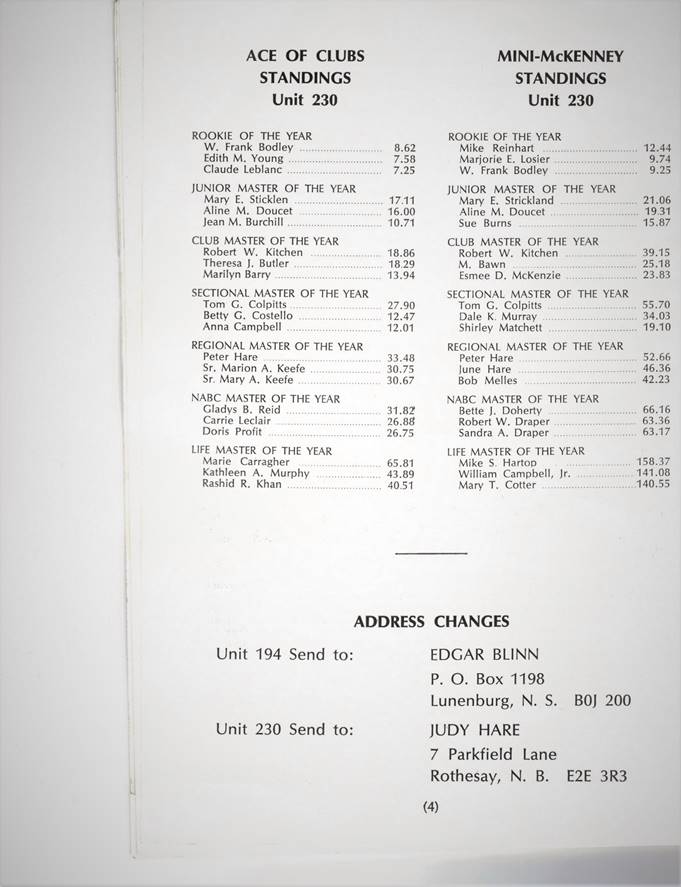 ACE OF CLUBS
STANDINGS
Unit 230
ROOKIE OF THE YEAR
W. Frank Bodley 8.62
Edith M. Young 7.58
Claude Leblanc 7.25
JUNIOR MASTER OF THE YEAR
Mary E. Sticklen 17.11
Aline M. Doucet 16.00
Jean M. Burchill 10.71
CLUB MASTER OF THE YEAR
Robert W. Kitchen 18.86
Theresa J. Butler 18.29
Marilyn Barry 13.94
SECTIONAL MASTER OF THE YEAR
Tom G. Colpitts 27.90
Betty G. Costello 12.47
Anna Campbell 12.01
REGIONAL MASTER OF THE YEAR
Peter Hare 33.48
Sr. Marion A. Keefe 30.75
Sr. Mary A. Keefe 30.67
NABC MASTER OF THE YEAR
Gladys B. Reid 31.82
Carrie Leclair 26.88
Doris Profit 26.75
LIFE MASTER OF THE YEAR
Marie Carragher 65.81
Kathleen A. Murphy 43.89
Rashid R. Khan 40.51
MINI-McKENNEY
STANDINGS
Unit 230
ROOKIE OF THE YEAR
Mike Reinhart 12.44
Marjorie E. Losier 9.74
W. Frank Bodley 9.25
JUNIOR MASTER OF THE YEAR
Mary E. Strickland 21.06
Aline M. Doucet 19.31
Sue Burns 15.87
CLUB MASTER OF THE YEAR
Robert W. Kitchen 39.15
M. Bawn 25.18
Esmee D. McKenzie 23.83
SECTIONAL MASTER OF THE YEAR
Tom G. Colpitts 55.70
Dale K. Murray 34.03
Shirley Matchett 19.10
REGIONAL MASTER OF THE YEAR
Peter Hare 52.66
June Hare 46.36
Bob Melles 42.23
NABC MASTER OF THE YEAR
Bette J. Doherty 66.16
Robert W. Draper 63.36
Sandra A. Draper 63.17
LIFE MASTER OF THE YEAR
Mike S. Hartop 158.37
William Campbell, Jr. 141.08
Mary T. Cotter 140.55
ADDRESS CHANGES
Unit 194 Send to: EDGAR BLINN
P. O. Box 1198
Lunenburg, N. S. B0J 200
Unit 230 Send to: JUDY HARE
7 Parkfield Lane
Rothesay, N. B. E2E 3R3
(4)